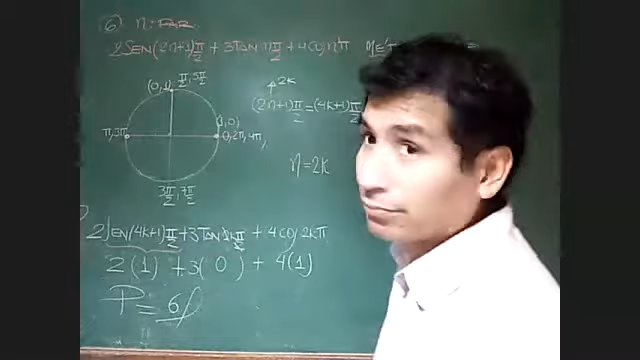 6 n: PAR
2SEN(2n+1)π/2 + 3TAN nπ/2 + 4COS nπ
(0,1) π/2, 5π/2
2k
(2n+1)π/2 = (4k+1)π/2
π, 3π
(1,0)
0, 2π, 4π,
n = 2k
3π/2, 7π/2
2SEN(4k+1)π/2 + 3TAN 2kπ/2 + 4COS 2kπ
2(1) + 3(0) + 4(1)
P = 6